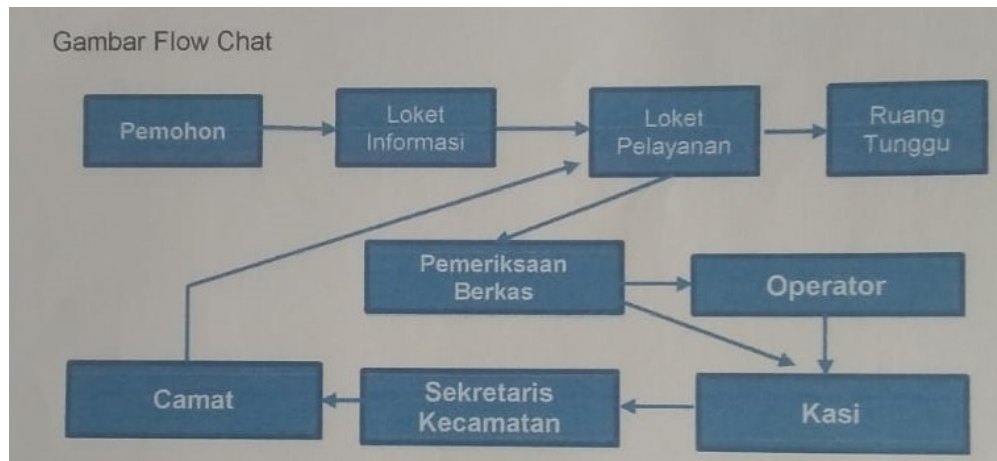 Gambar Flow Chat
Pemohon
Loket
Informasi
Loket
Pelayanan
Ruang
Tunggu
Pemeriksaan
Berkas
Operator
Camat
Sekretaris
Kecamatan
Kasi